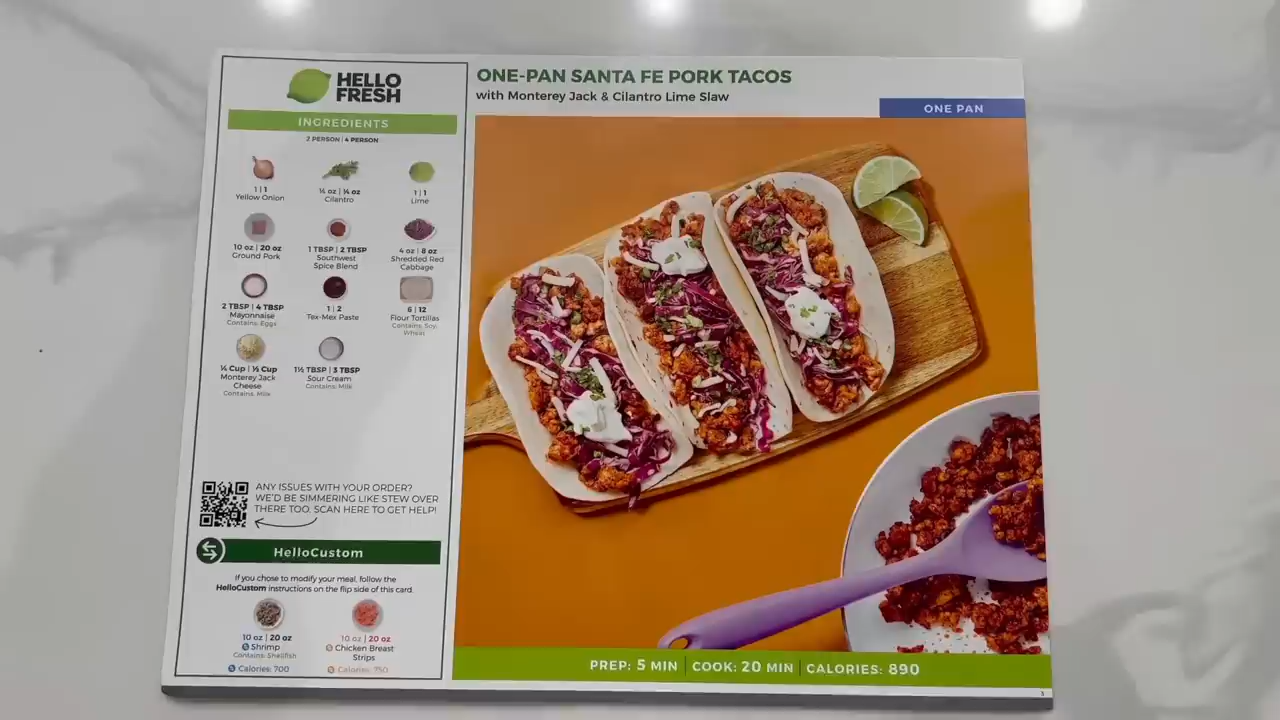 HELLO
FRESH
INGREDIENTS
2 PERSON | 4 PERSON
1 | 1
Yellow Onion
¼ oz | ¼ oz
Cilantro
1 | 1
Lime
10 oz | 20 oz
Ground Pork
1 TBSP | 2 TBSP
Southwest
Spice Blend
4 oz | 8 oz
Shredded Red
Cabbage
2 TBSP | 4 TBSP
Mayonnaise
Contains: Eggs
1 | 2
Tex-Mex Paste
6 | 12
Flour Tortillas
Contains: Soy,
Wheat
¼ Cup | ½ Cup
Monterey Jack
Cheese
Contains: Milk
1½ TBSP | 3 TBSP
Sour Cream
Contains: Milk
ANY ISSUES WITH YOUR ORDER?
WE'D BE SIMMERING LIKE STEW OVER
THERE TOO. SCAN HERE TO GET HELP!
HelloCustom
If you chose to modify your meal, follow the
HelloCustom instructions on the flip side of this card.
10 oz | 20 oz
Shrimp
Contains: Shellfish
Calories: 700
10 oz | 20 oz
Chicken Breast
Strips
Calories: 750
ONE-PAN SANTA FE PORK TACOS
with Monterey Jack & Cilantro Lime Slaw
ONE PAN
PREP: 5 MIN | COOK: 20 MIN | CALORIES: 890